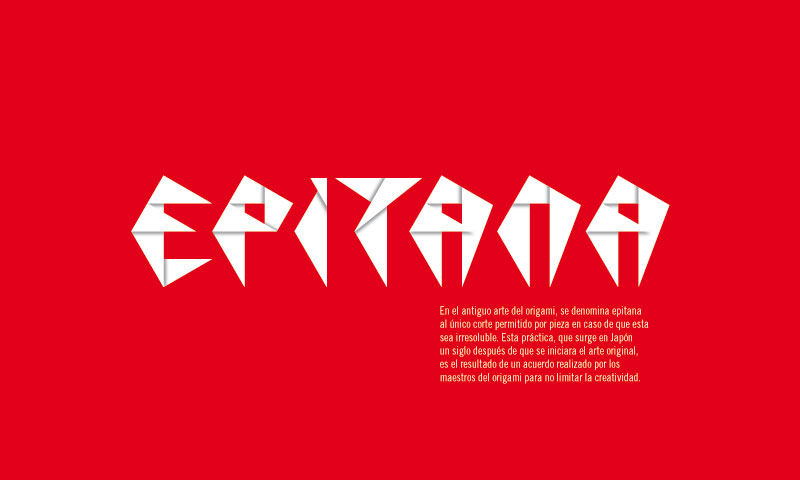 EPITANA
En el antiguo arte del origami, se denomina epitana
al único corte permitido por pieza en caso de que esta
sea irresoluble. Esta práctica, que surge en Japón
un siglo después de que se iniciara el arte original,
es el resultado de un acuerdo realizado por los
maestros del origami para no limitar la creatividad.